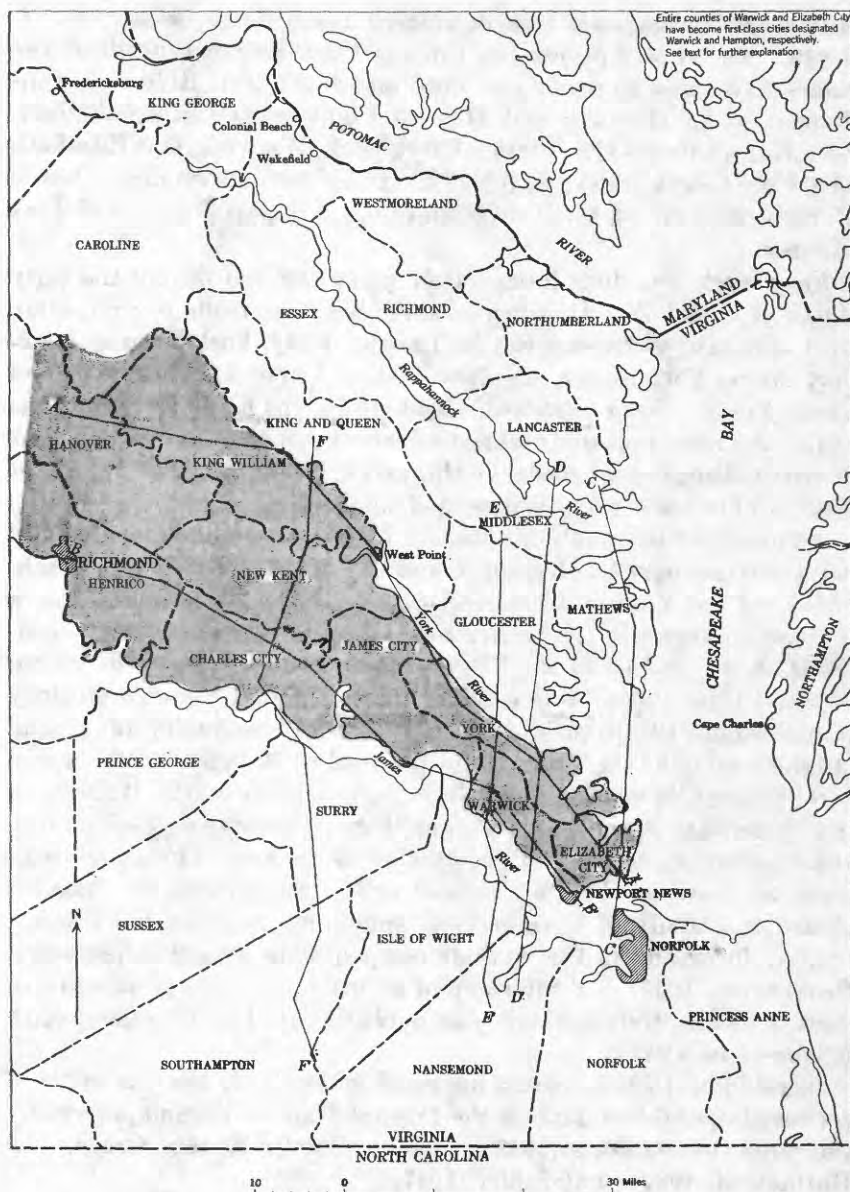 Entire counties of Warwick and Elizabeth City
have become first-class cities designated
Warwick and Hampton, respectively.
See text for further explanation
Fredericksburg
KING GEORGE
Colonial Beach
POTOMAC
Wakefield
WESTMORELAND
CAROLINE
RIVER
ESSEX
RICHMOND
NORTHUMBERLAND
MARYLAND
VIRGINIA
Rappahannock
A
KING AND QUEEN
LANCASTER
BAY
HANOVER
F
KING WILLIAM
D
C
E
River
MIDDLESEX
B
RICHMOND
West Point
HENRICO
NEW KENT
MATHEWS
GLOUCESTER
York
CHESAPEAKE
NORTHAMPTON
JAMES CITY
CHARLES CITY
River
Cape Charles
YORK
PRINCE GEORGE
James
SURRY
WARWICK
ELIZABETH
CITY
River
NEWPORT NEWS
N
SUSSEX
ISLE OF WIGHT
C'
NORFOLK
D
E
PRINCESS ANNE
F'
SOUTHAMPTON
NANSEMOND
NORFOLK
VIRGINIA
NORTH CAROLINA
10 0 30 Miles